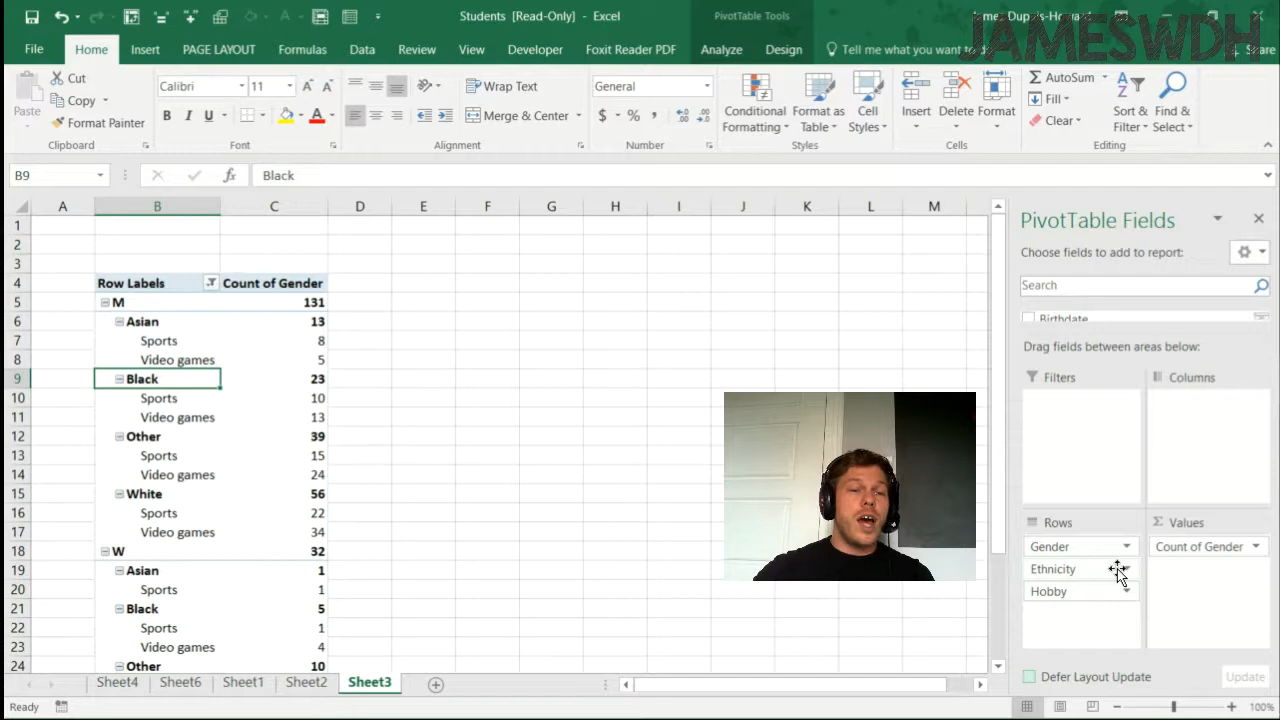 Students [Read-Only] - Excel
PivotTable Tools
JAMESWDH
File Home Insert PAGE LAYOUT Formulas Data Review View Developer Foxit Reader PDF Analyze Design Tell me what you want to Share
Paste
Cut
Copy
Format Painter
Clipboard
Calibri 11
B I U
Font
Wrap Text
Merge & Center
Alignment
General
$ % ,
Number
Conditional Formatting
Format as Table
Cell Styles
Styles
Insert Delete Format
Cells
AutoSum
Fill
Clear
Sort & Filter
Find & Select
Editing
B9 fx Black
A B C D E F G H I J K L M
1
2
3
4 Row Labels Count of Gender
5 M 131
6 Asian 13
7 Sports 8
8 Video games 5
9 Black 23
10 Sports 10
11 Video games 13
12 Other 39
13 Sports 15
14 Video games 24
15 White 56
16 Sports 22
17 Video games 34
18 W 32
19 Asian 1
20 Sports 1
21 Black 5
22 Sports 1
23 Video games 4
24 Other 10
PivotTable Fields
Choose fields to add to report:
Search
Birthdate
Drag fields between areas below:
Filters Columns
Rows Values
Gender Count of Gender
Ethnicity
Hobby
Defer Layout Update Update
Sheet4 Sheet6 Sheet1 Sheet2 Sheet3
Ready 100%